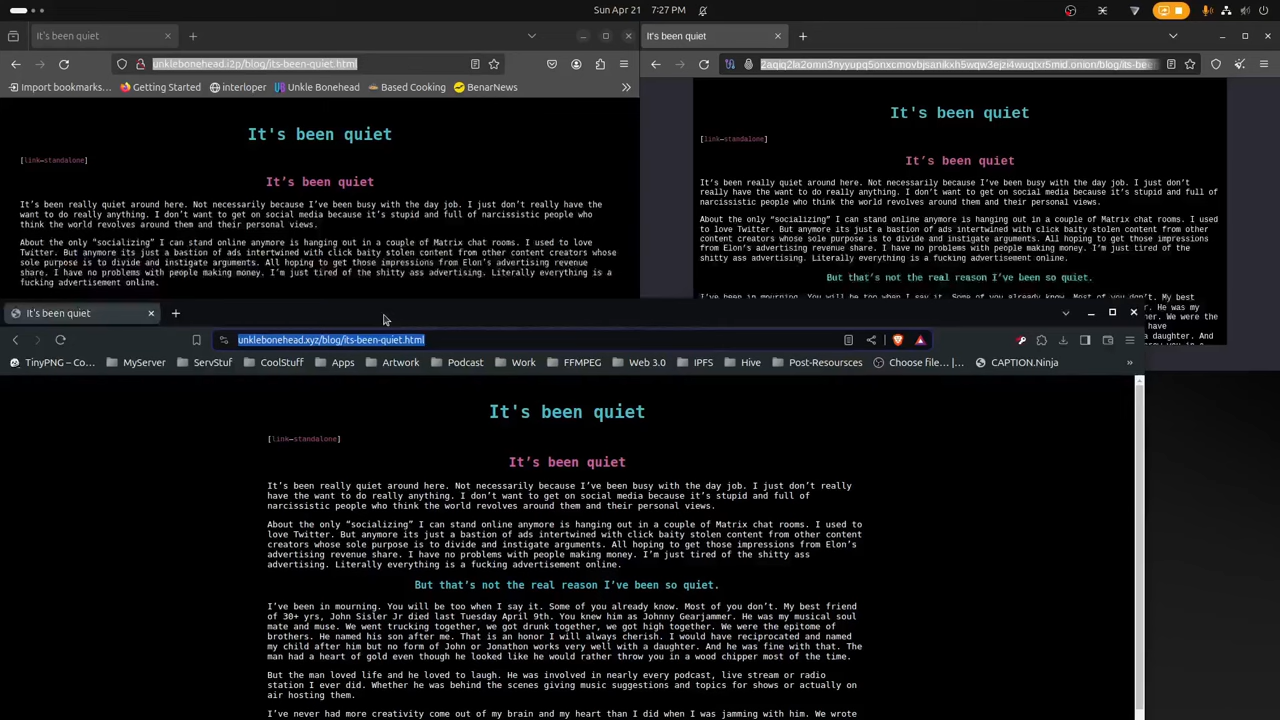 Sun Apr 21 7:27 PM
It's been quiet
unklebonehead.i2p/blog/its-been-quiet.html
Import bookmarks... Getting Started interloper Unkle Bonehead Based Cooking BenarNews
It's been quiet
[link—standalone]
It’s been quiet
It’s been really quiet around here. Not necessarily because I’ve been busy with the day job. I just don’t really have the
want to do really anything. I don’t want to get on social media because it’s stupid and full of narcissistic people who
think the world revolves around them and their personal views.
About the only “socializing” I can stand online anymore is hanging out in a couple of Matrix chat rooms. I used to love
Twitter. But anymore its just a bastion of ads intertwined with click baity stolen content from other content creators whose
sole purpose is to divide and instigate arguments. All hoping to get those impressions from Elon’s advertising revenue
share. I have no problems with people making money. I’m just tired of the shitty ass advertising. Literally everything is a
fucking advertisement online.
It's been quiet
It's been quiet
[link—standalone]
It’s been quiet
It’s been really quiet around here. Not necessarily because I’ve been busy with the day job. I just don’t
really have the want to do really anything. I don’t want to get on social media because it’s stupid and full of
narcissistic people who think the world revolves around them and their personal views.
About the only “socializing” I can stand online anymore is hanging out in a couple of Matrix chat rooms. I used to
love Twitter. But anymore its just a bastion of ads intertwined with click baity stolen content from other
content creators whose sole purpose is to divide and instigate arguments. All hoping to get those impressions
from Elon’s advertising revenue share. I have no problems with people making money. I’m just tired of the
shitty ass advertising. Literally everything is a fucking advertisement online.
But that’s not the real reason I’ve been so quiet.
I’ve been in mourning. You will be too when I say it. Some of you already know. Most of you don’t. My best
It's been quiet
unklebonehead.xyz/blog/its-been-quiet.html
TinyPNG – Co… MyServer ServStuf CoolStuff Apps Artwork Podcast Work FFMPEG Web 3.0 IPFS Hive Post-Resoursces Choose file… |… CAPTION.Ninja
It's been quiet
[link—standalone]
It’s been quiet
It’s been really quiet around here. Not necessarily because I’ve been busy with the day job. I just don’t really
have the want to do really anything. I don’t want to get on social media because it’s stupid and full of
narcissistic people who think the world revolves around them and their personal views.
About the only “socializing” I can stand online anymore is hanging out in a couple of Matrix chat rooms. I used to
love Twitter. But anymore its just a bastion of ads intertwined with click baity stolen content from other content
creators whose sole purpose is to divide and instigate arguments. All hoping to get those impressions from Elon’s
advertising revenue share. I have no problems with people making money. I’m just tired of the shitty ass
advertising. Literally everything is a fucking advertisement online.
But that’s not the real reason I’ve been so quiet.
I’ve been in mourning. You will be too when I say it. Some of you already know. Most of you don’t. My best friend
of 30+ yrs, John Sisler Jr died last Tuesday April 9th. You knew him as Johnny Gearjammer. He was my musical soul
mate and muse. We went trucking together, we got drunk together, we got high together. We were the epitome of
brothers. He named his son after me. That is an honor I will always cherish. I would have reciprocated and named
my child after him but no form of John or Jonathon works very well with a daughter. And he was fine with that. The
man had a heart of gold even though he looked like he would rather throw you in a wood chipper most of the time.
But the man loved life and he loved to laugh. He was involved in nearly every podcast, live stream or radio
station I ever did. Whether he was behind the scenes giving music suggestions and topics for shows or actually on
air hosting them.
I’ve never had more creativity come out of my brain and my heart than I did when I was jamming with him. We wrote